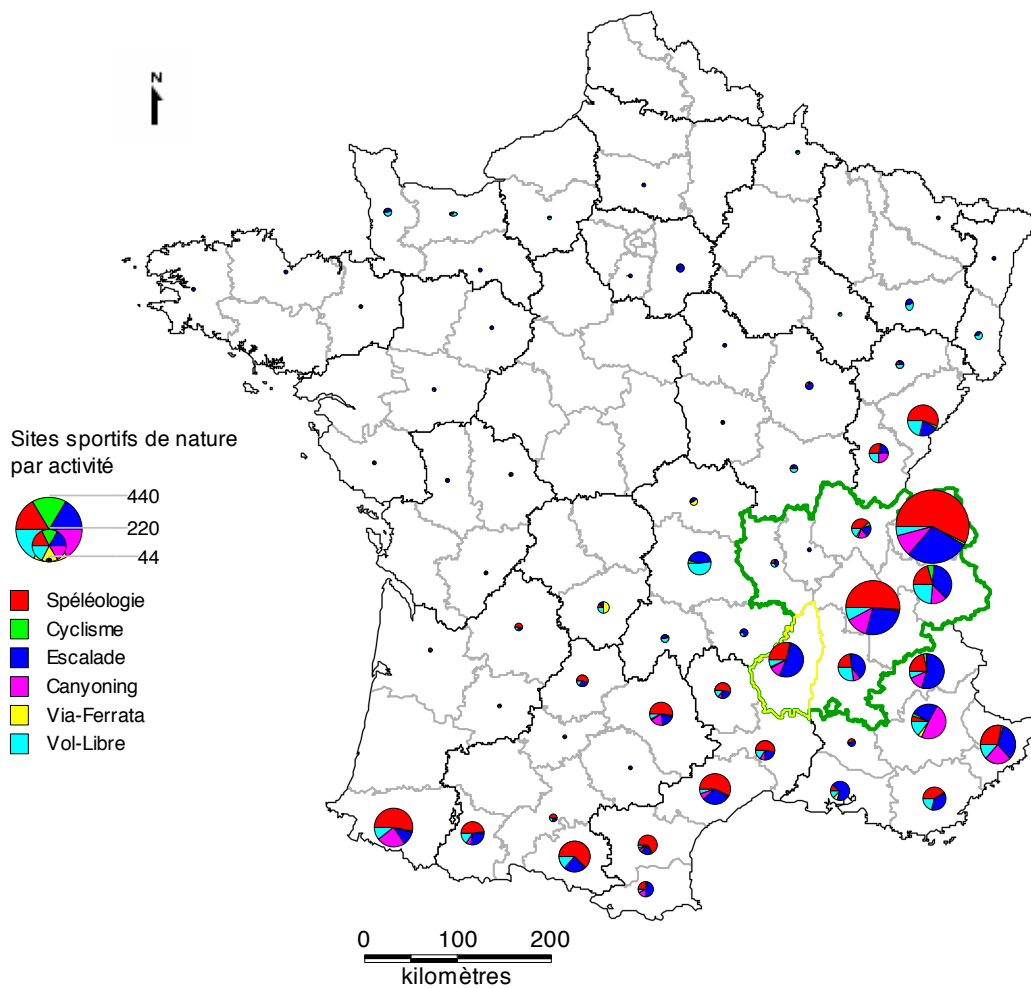 N
Sites sportifs de nature
par activité
440
220
44
Spéléologie
Cyclisme
Escalade
Canyoning
Via-Ferrata
Vol-Libre
0 100 200
kilomètres